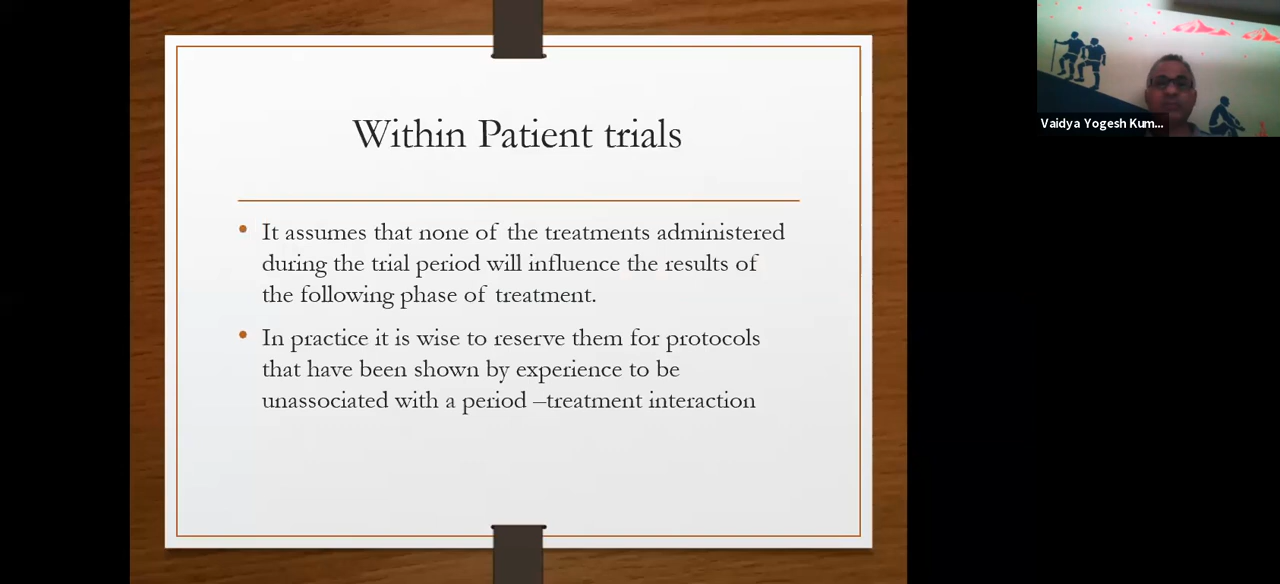 Within Patient trials
• It assumes that none of the treatments administered
during the trial period will influence the results of
the following phase of treatment.
• In practice it is wise to reserve them for protocols
that have been shown by experience to be
unassociated with a period –treatment interaction
Vaidya Yogesh Kum...